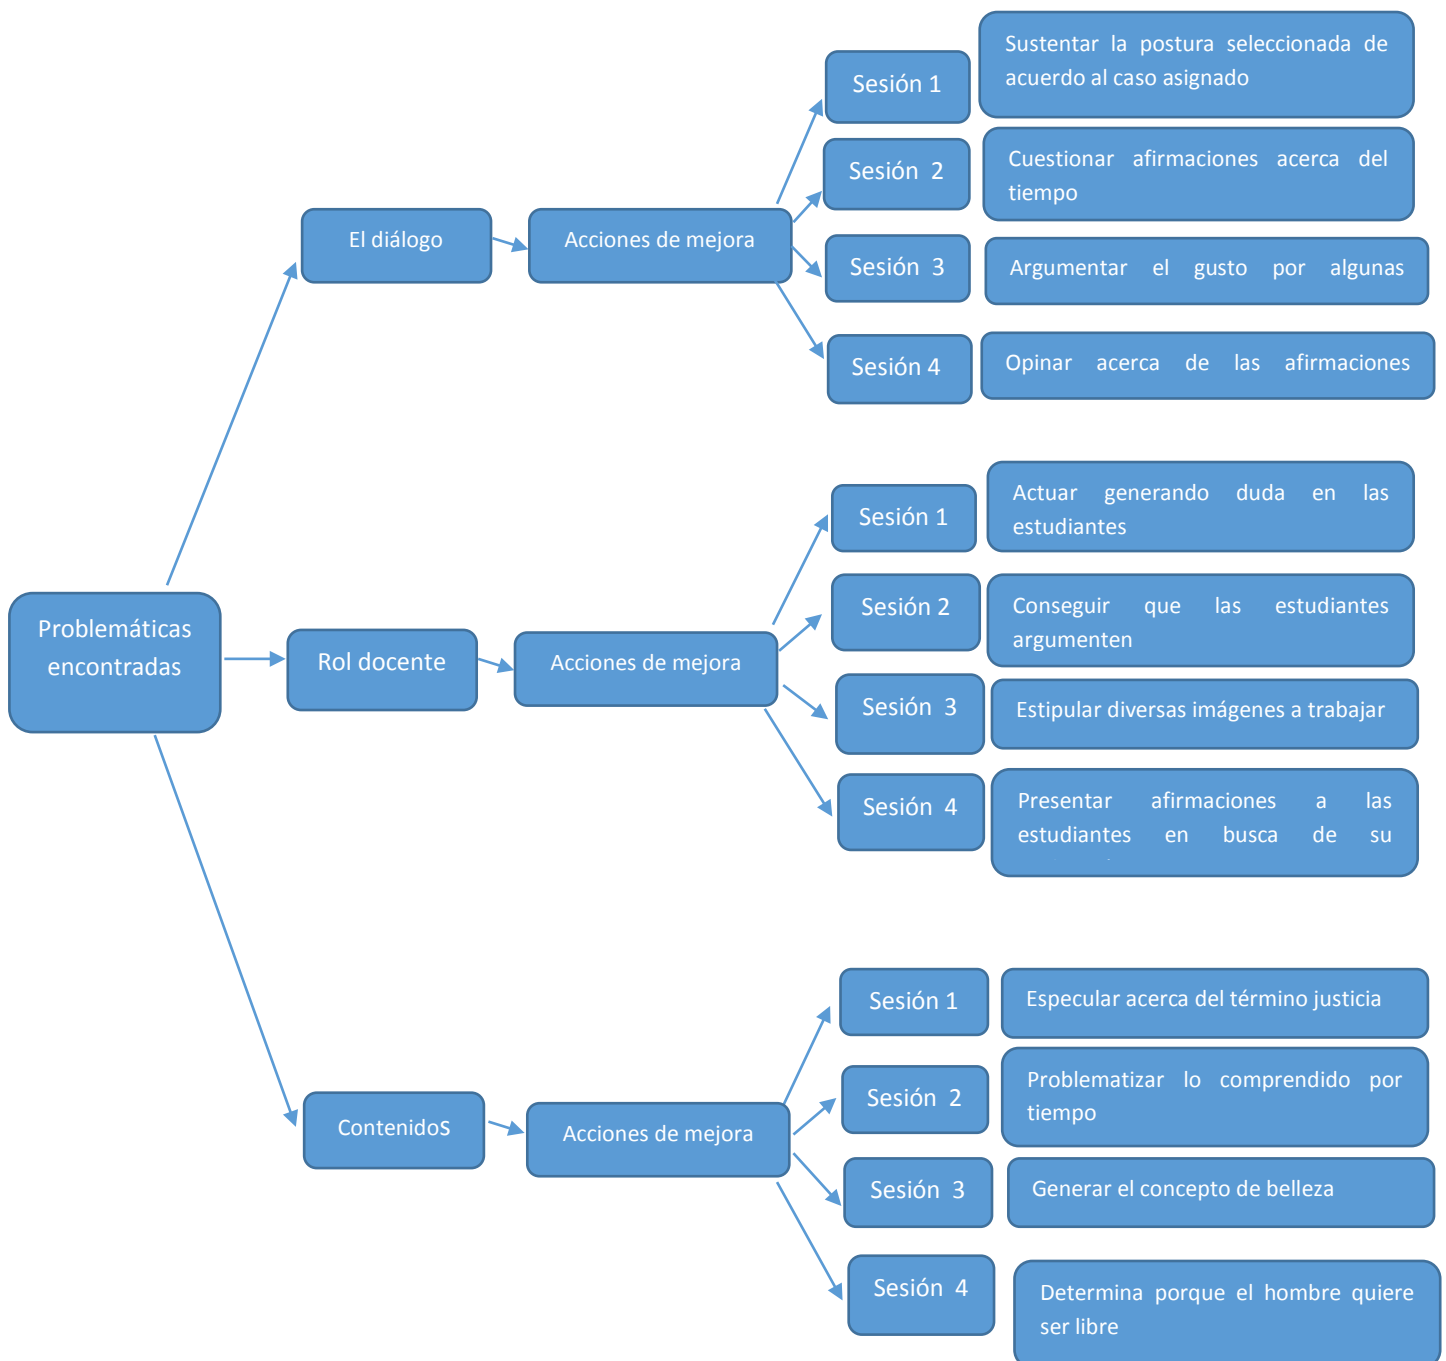 Problemáticas
encontradas
El diálogo
Acciones de mejora
Sesión 1
Sustentar la postura seleccionada de
acuerdo al caso asignado
Sesión 2
Cuestionar afirmaciones acerca del
tiempo
Sesión 3
Argumentar el gusto por algunas
Sesión 4
Opinar acerca de las afirmaciones
Rol docente
Acciones de mejora
Sesión 1
Actuar generando duda en las
estudiantes
Sesión 2
Conseguir que las estudiantes
argumenten
Sesión 3
Estipular diversas imágenes a trabajar
Sesión 4
Presentar afirmaciones a las
estudiantes en busca de su
Contenidos
Acciones de mejora
Sesión 1
Especular acerca del término justicia
Sesión 2
Problematizar lo comprendido por
tiempo
Sesión 3
Generar el concepto de belleza
Sesión 4
Determina porque el hombre quiere
ser libre